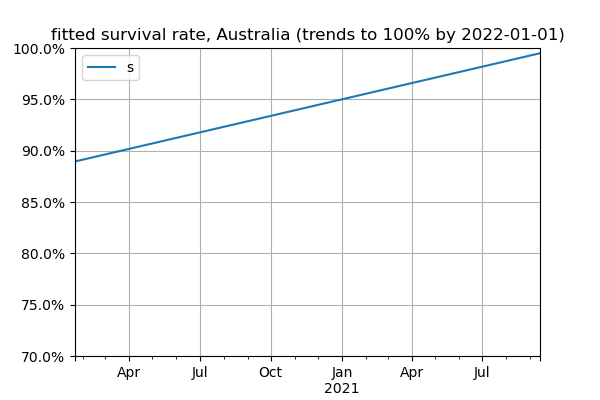 fitted survival rate, Australia (trends to 100% by 2022-01-01)
100.0%
s
95.0%
90.0%
85.0%
80.0%
75.0%
70.0%
Apr Jul Oct Jan Apr Jul
2021